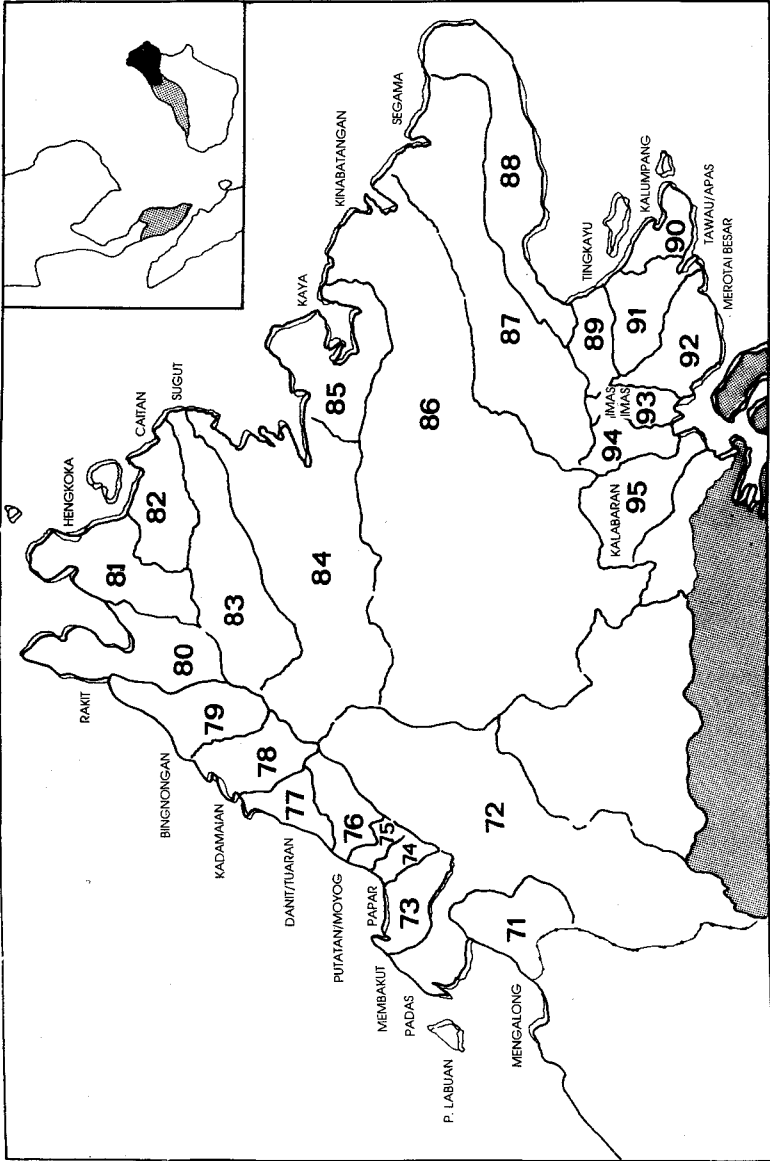 MENGALONG
P. LABUAN
PADAS
MEMBAKUT
PAPAR
PUTATAN/MOYOG
DANIT/TUARAN
KADAMAIAN
BINGNONGAN
RAKIT
HENGKOKA
CAITAN
SUGUT
KAYA
KINABATANGAN
SEGAMA
TINGKAYU
KALUMPANG
TAWAU/APAS
MEROTAI BESAR
JIMAS
JIMAS
KALABARAN
71
72
73
74
75
76
77
78
79
80
81
82
83
84
85
86
87
88
89
90
91
92
93
94
95